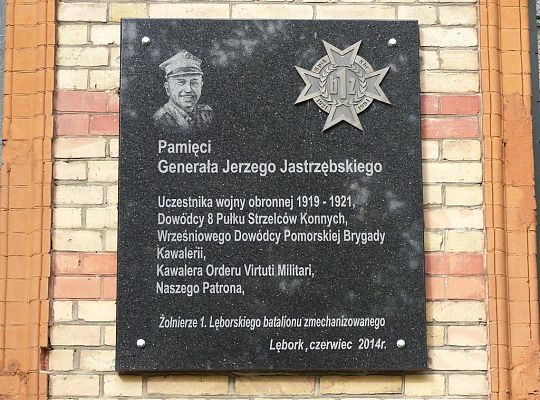 Pamięci
Generała Jerzego Jastrzębskiego
Uczestnika wojny obronnej 1919 - 1921,
Dowódcy 8 Pułku Strzelców Konnych,
Wrześniowego Dowódcy Pomorskiej Brygady
Kawalerii,
Kawalera Orderu Virtuti Militari,
Naszego Patrona,
Żołnierze 1. Lęborskiego batalionu zmechanizowanego
Lębork, czerwiec 2014r.